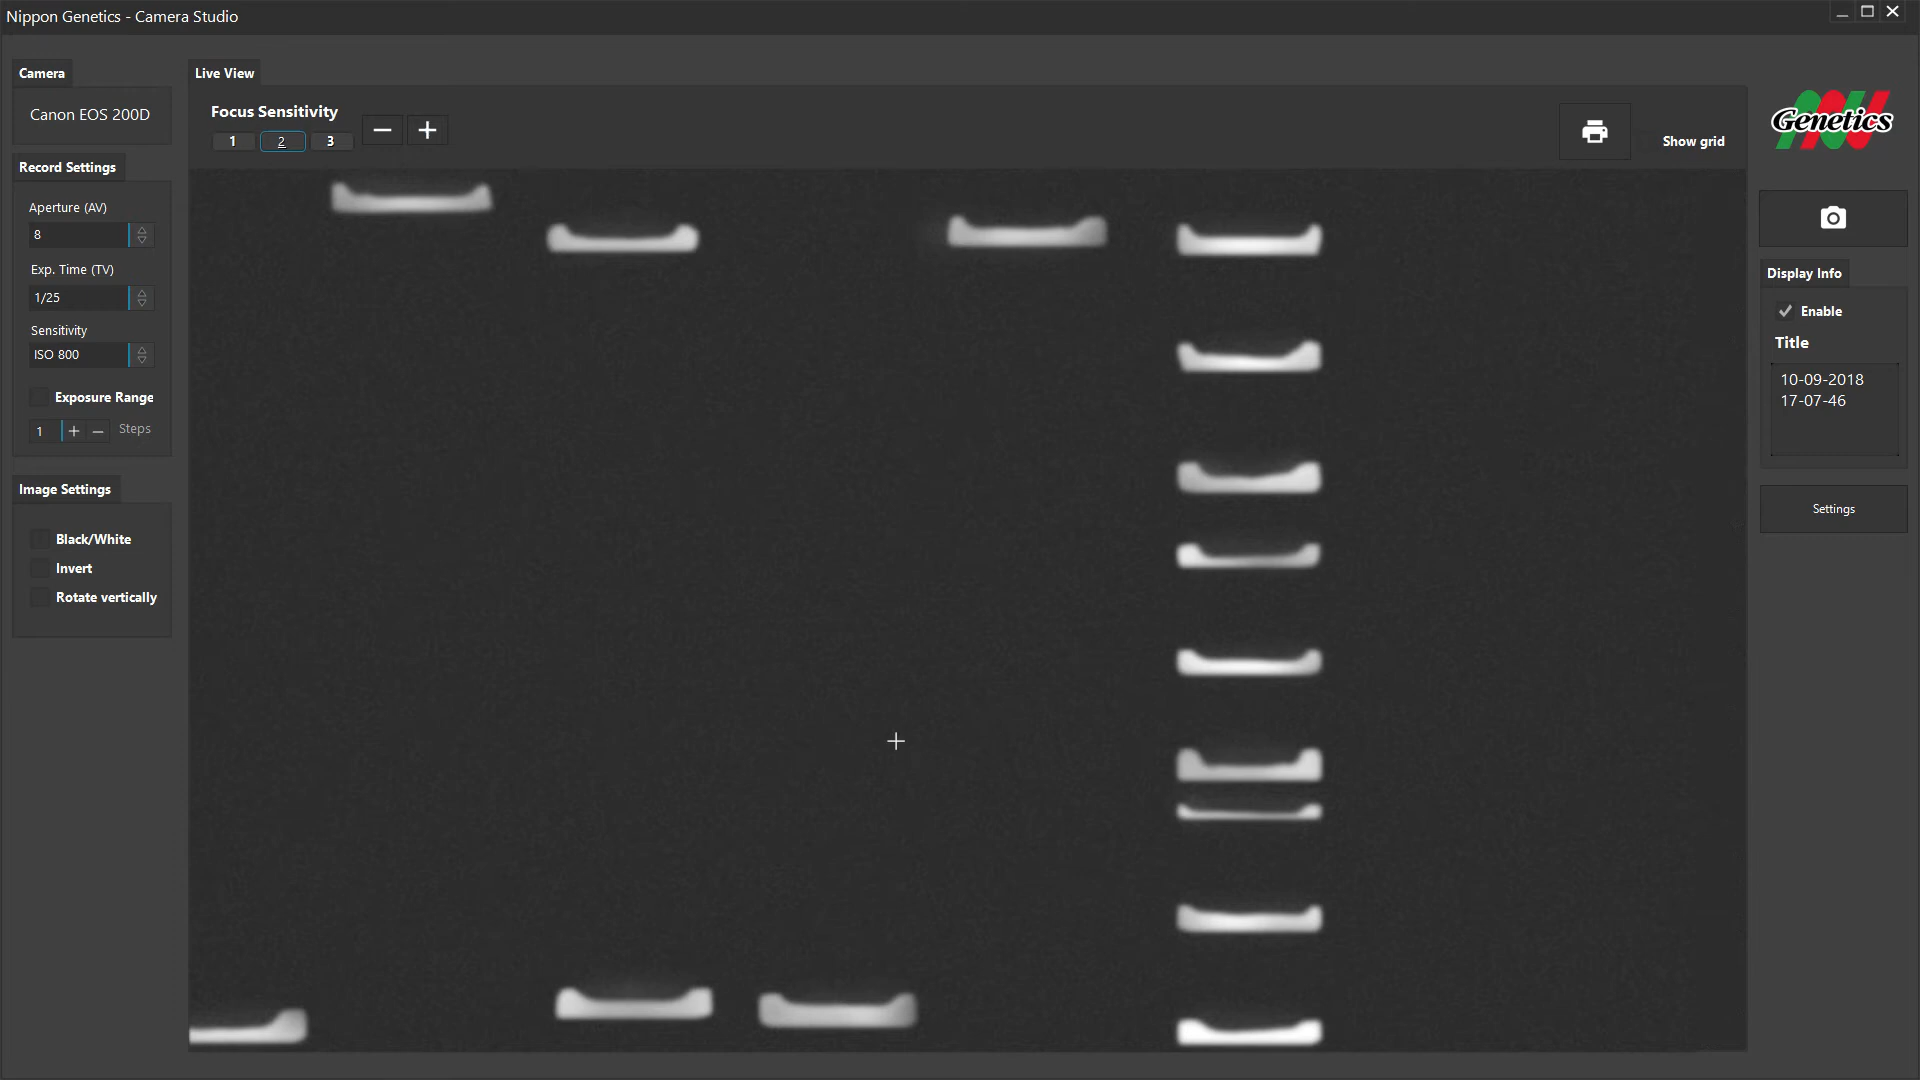 Nippon Genetics - Camera Studio
Camera
Canon EOS 200D
Record Settings
Aperture (AV)
8
Exp. Time (TV)
1/25
Sensitivity
ISO 800
Exposure Range
1 + − Steps
Image Settings
Black/White
Invert
Rotate vertically
Live View
Focus Sensitivity
1 2 3
− +
Show grid
Genetics
Display Info
Enable
Title
10-09-2018
17-07-46
Settings